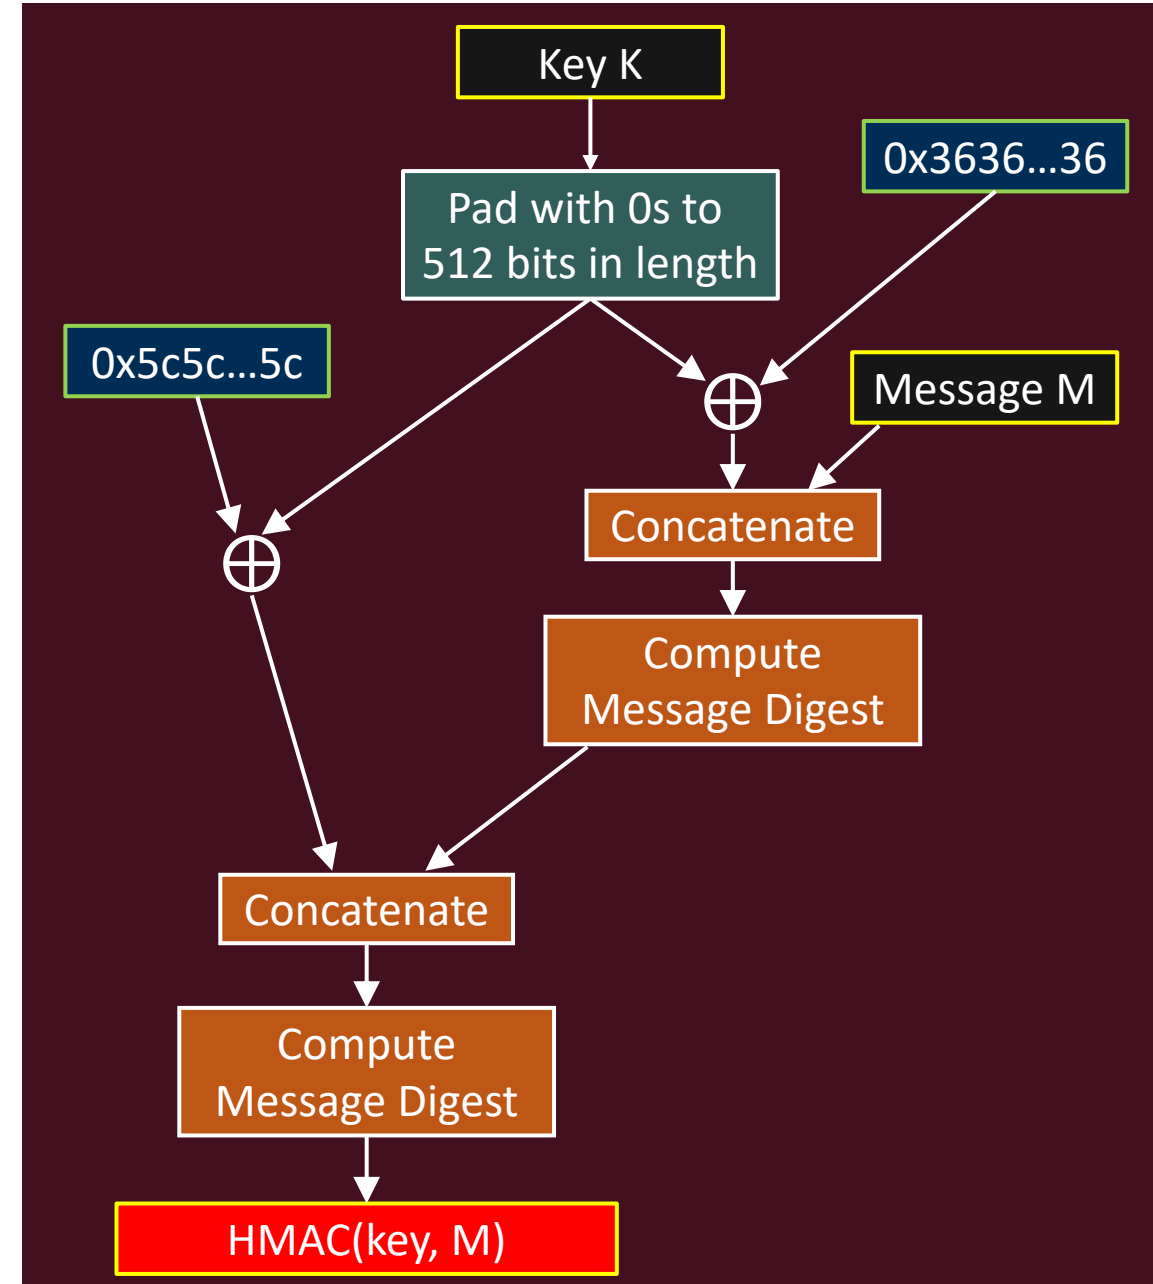 Key K
0x3636…36
Pad with 0s to
512 bits in length
0x5c5c…5c
Message M
Concatenate
Compute
Message Digest
Concatenate
Compute
Message Digest
HMAC(key, M)